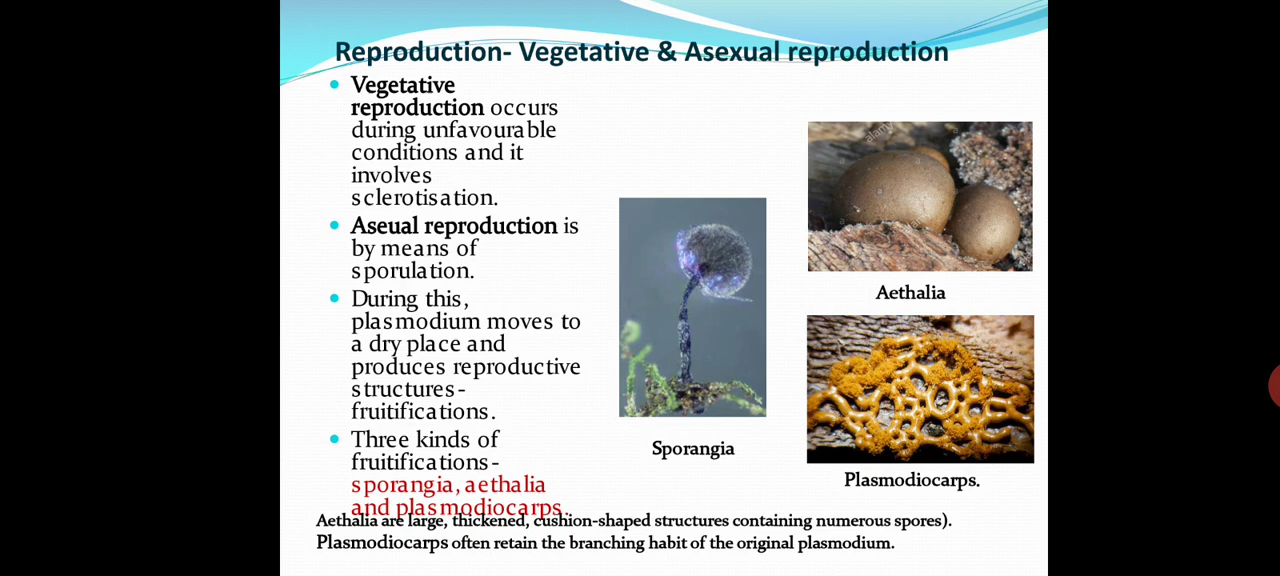 Reproduction- Vegetative & Asexual reproduction
Vegetative
reproduction occurs
during unfavourable
conditions and it
involves
sclerotisation.
Aseual reproduction is
by means of
sporulation.
During this,
plasmodium moves to
a dry place and
produces reproductive
structures-
fruitifications.
Three kinds of
fruitifications-
sporangia, aethalia
and plasmodiocarps.
alamy
Aethalia
Sporangia
Plasmodiocarps.
Aethalia are large, thickened, cushion-shaped structures containing numerous spores).
Plasmodiocarps often retain the branching habit of the original plasmodium.